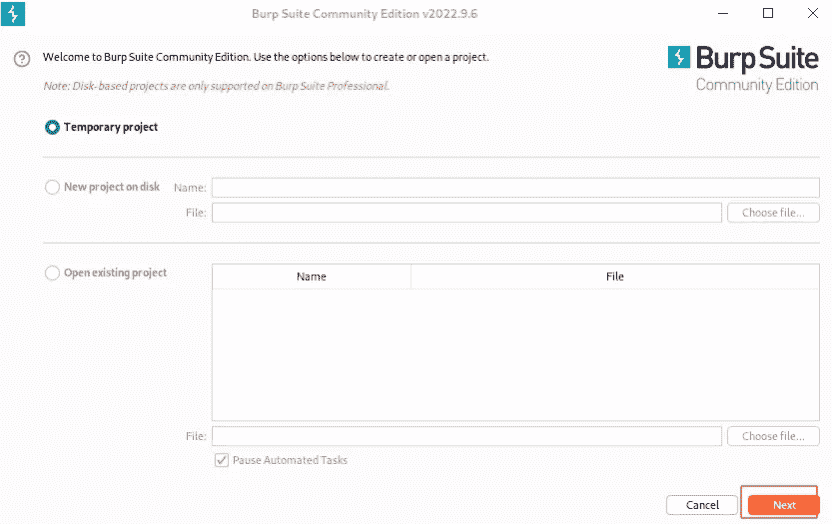 Burp Suite Community Edition v2022.9.6
Welcome to Burp Suite Community Edition. Use the options below to create or open a project.
Note: Disk-based projects are only supported on Burp Suite Professional.
Burp Suite
Community Edition
Temporary project
New project on disk Name:
File: Choose file...
Open existing project Name File
File: Choose file...
Pause Automated Tasks
Cancel Next